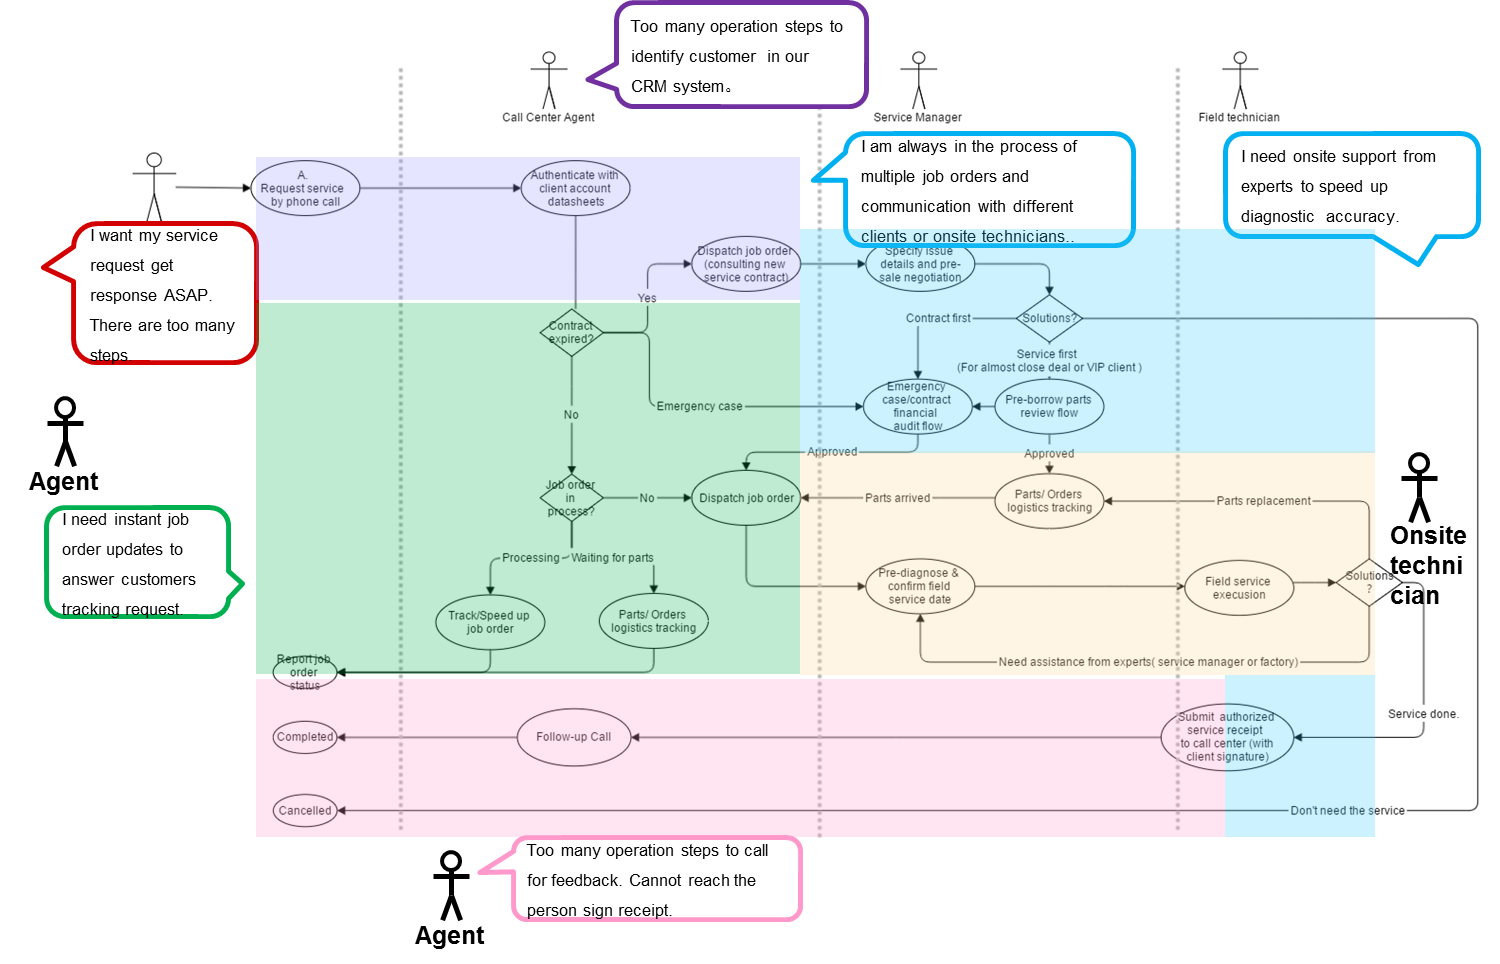 Too many operation steps to
identify customer in our
CRM system。
Call Center Agent
Service Manager
Field technician
I am always in the process of
multiple job orders and
communication with different
clients or onsite technicians..
I need onsite support from
experts to speed up
diagnostic accuracy.
A.
Request service
by phone call
Authenticate with
client account
datasheets
I want my service
request get
response ASAP.
There are too many
steps.
Dispatch job order
(consulting new
service contract)
Specify issue
details and pre-
sale negotiation
Yes
Contract
expired?
Contract first
Solutions?
Service first
(For almost close deal or VIP client )
Emergency case
Emergency
case/contract
financial
audit flow
Pre-borrow parts
review flow
No
Approved
Approved
Agent
Job order
in
process?
No
Dispatch job order
Parts arrived
Parts/ Orders
logistics tracking
Parts replacement
Onsite
techni
cian
I need instant job
order updates to
answer customers
tracking request.
Processing
Waiting for parts
Pre-diagnose &
confirm field
service date
Field service
execution
Solutions
?
Track/Speed up
job order
Parts/ Orders
logistics tracking
Report job
order
status
Need assistance from experts( service manager or factory)
Service done.
Completed
Follow-up Call
Submit authorized
service receipt
to call center (with
client signature)
Cancelled
Don't need the service
Too many operation steps to call
for feedback. Cannot reach the
person sign receipt.
Agent